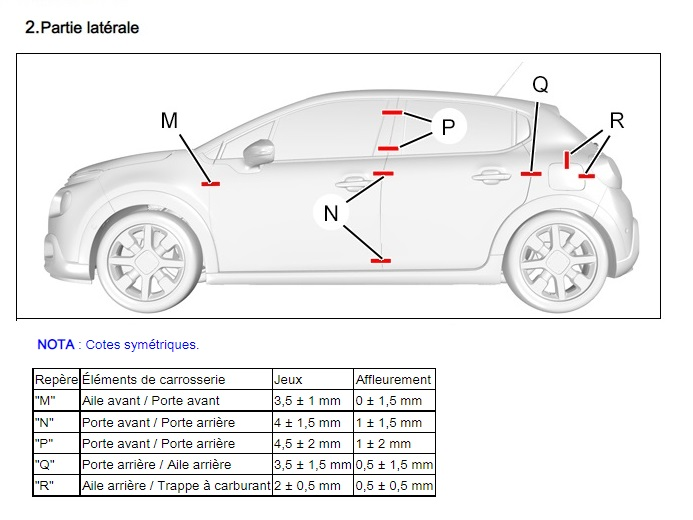 2.Partie latérale
M
P
Q
R
N
NOTA : Cotes symétriques.
Repère Éléments de carrosserie Jeux Affleurement
"M" Aile avant / Porte avant 3,5 ± 1 mm 0 ± 1,5 mm
"N" Porte avant / Porte arrière 4 ± 1,5 mm 1 ± 1,5 mm
"P" Porte avant / Porte arrière 4,5 ± 2 mm 1 ± 2 mm
"Q" Porte arrière / Aile arrière 3,5 ± 1,5 mm 0,5 ± 1,5 mm
"R" Aile arrière / Trappe à carburant 2 ± 0,5 mm 0,5 ± 0,5 mm